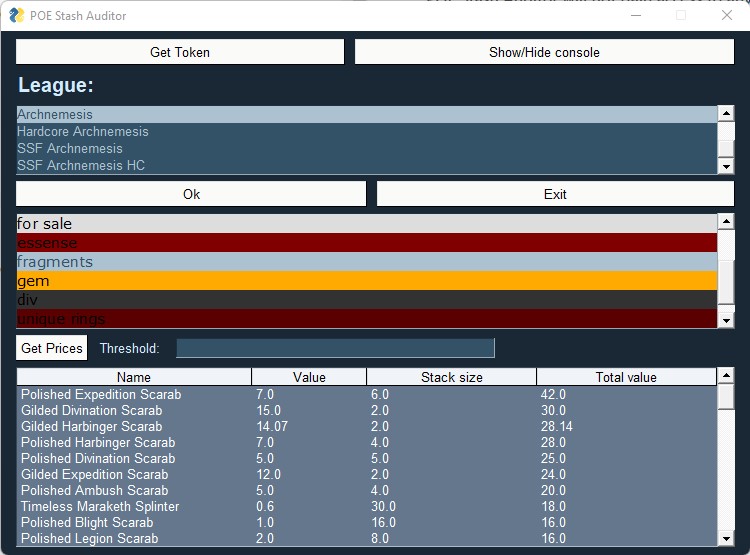 POE Stash Auditor
Get Token Show/Hide console
League:
Archnemesis
Hardcore Archnemesis
SSF Archnemesis
SSF Archnemesis HC
Ok Exit
for sale
essense
fragments
gem
div
unique rings
Get Prices Threshold:
Name Value Stack size Total value
Polished Expedition Scarab 7.0 6.0 42.0
Gilded Divination Scarab 15.0 2.0 30.0
Gilded Harbinger Scarab 14.07 2.0 28.14
Polished Harbinger Scarab 7.0 4.0 28.0
Polished Divination Scarab 5.0 5.0 25.0
Gilded Expedition Scarab 12.0 2.0 24.0
Polished Ambush Scarab 5.0 4.0 20.0
Timeless Maraketh Splinter 0.6 30.0 18.0
Polished Blight Scarab 1.0 16.0 16.0
Polished Legion Scarab 2.0 8.0 16.0